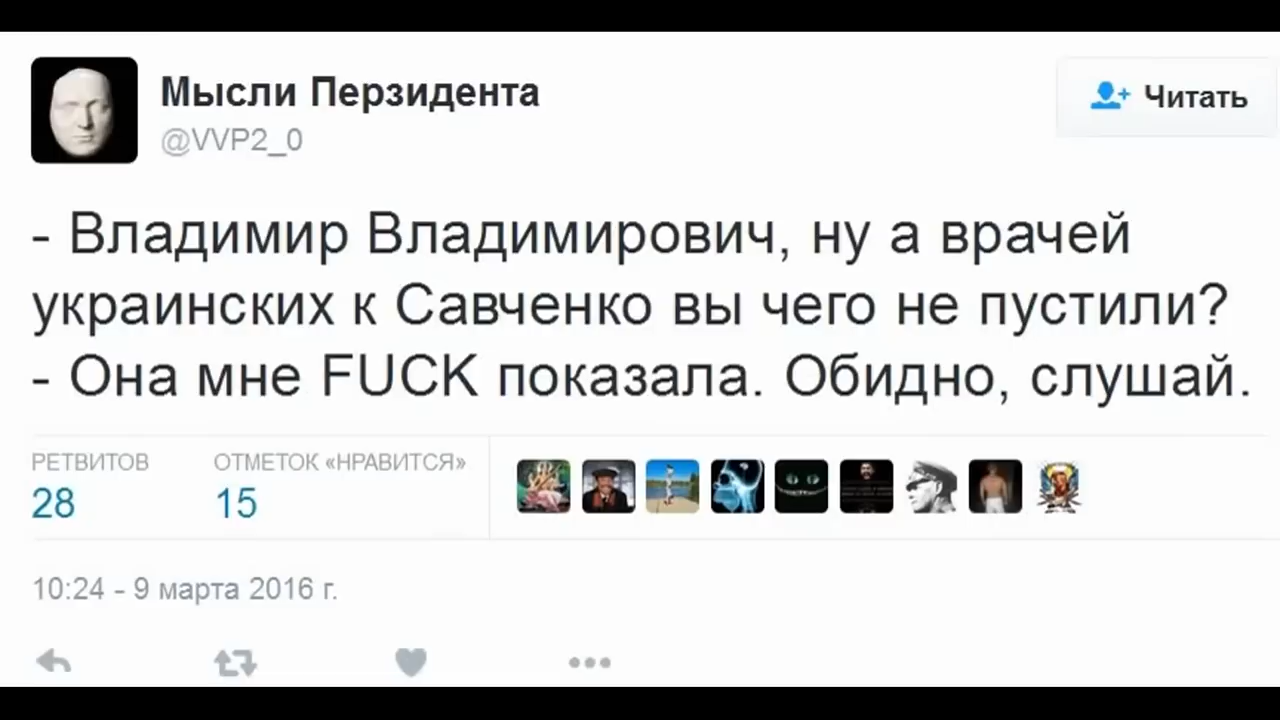 Мысли Перзидента
@VVP2_0
Читать
- Владимир Владимирович, ну а врачей
украинских к Савченко вы чего не пустили?
- Она мне FUCK показала. Обидно, слушай.
РЕТВИТОВ
28
ОТМЕТОК «НРАВИТСЯ»
15
10:24 - 9 марта 2016 г.